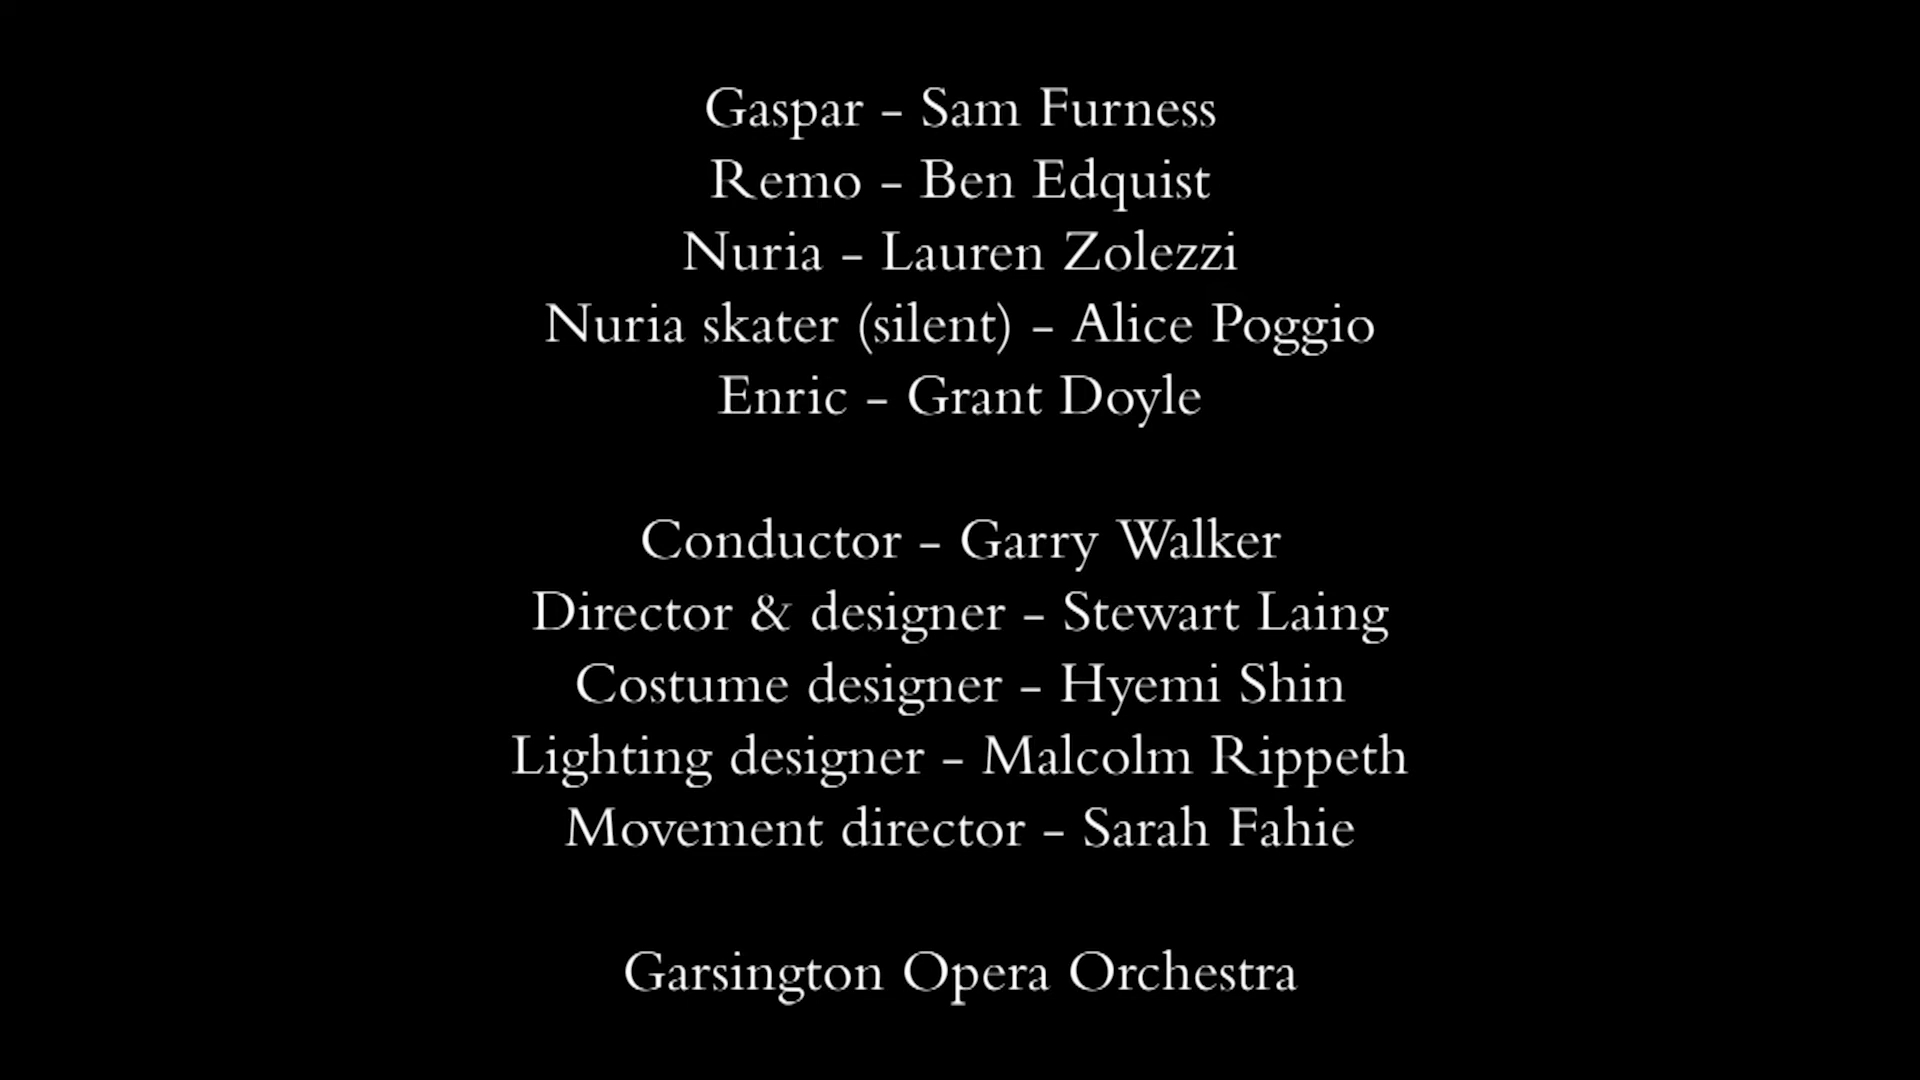 Gaspar - Sam Furness
Remo - Ben Edquist
Nuria - Lauren Zolezzi
Nuria skater (silent) - Alice Poggio
Enric - Grant Doyle
Conductor - Garry Walker
Director & designer - Stewart Laing
Costume designer - Hyemi Shin
Lighting designer - Malcolm Rippeth
Movement director - Sarah Fahie
Garsington Opera Orchestra